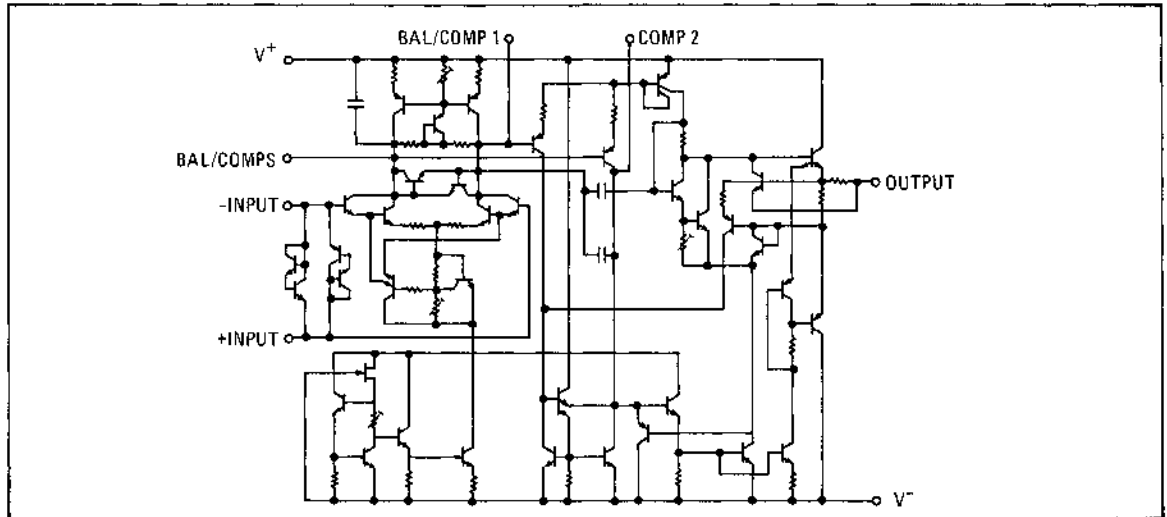 BAL/COMP 1
COMP 2
V+
BAL/COMPS
-INPUT
OUTPUT
+INPUT
V-